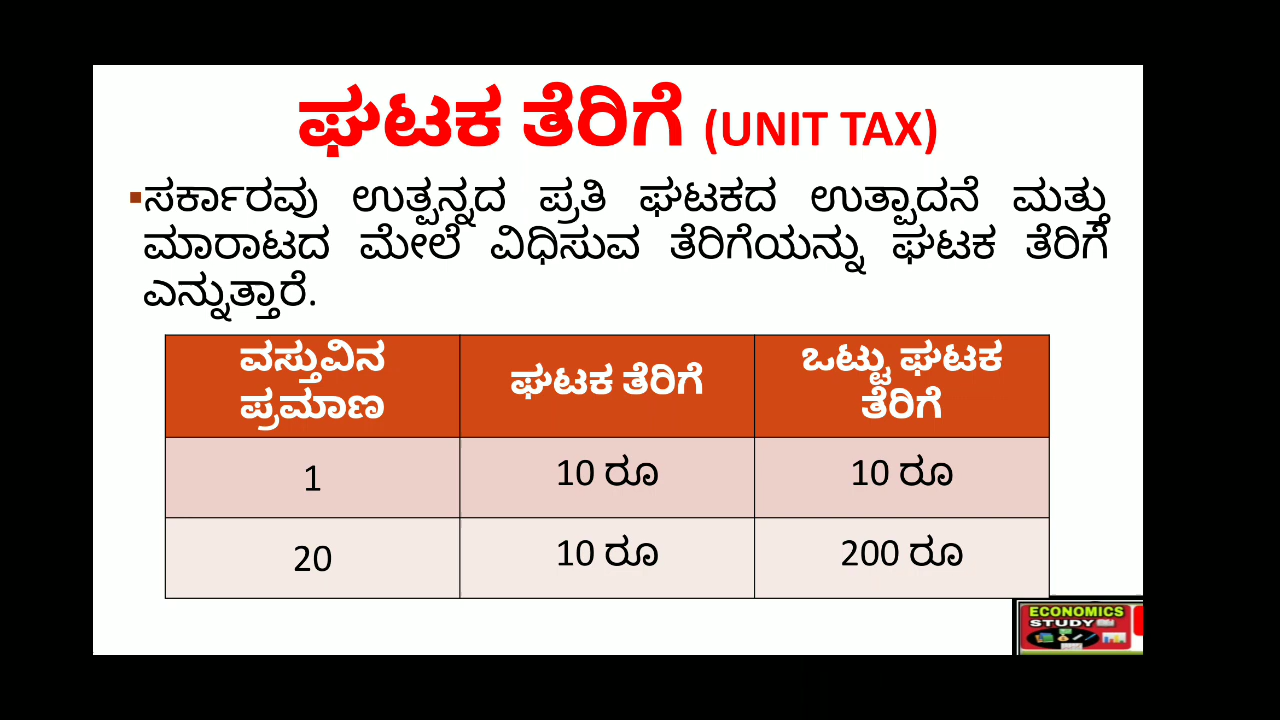 ಘಟಕ ತೆರಿಗೆ (UNIT TAX)
▪ಸರ್ಕಾರವು ಉತ್ಪನ್ನದ ಪ್ರತಿ ಘಟಕದ ಉತ್ಪಾದನೆ ಮತ್ತು
ಮಾರಾಟದ ಮೇಲೆ ವಿಧಿಸುವ ತೆರಿಗೆಯನ್ನು ಘಟಕ ತೆರಿಗೆ
ಎನ್ನುತ್ತಾರೆ.
ವಸ್ತುವಿನ
ಪ್ರಮಾಣ
ಘಟಕ ತೆರಿಗೆ
ಒಟ್ಟು ಘಟಕ
ತೆರಿಗೆ
1
10 ರೂ
10 ರೂ
20
10 ರೂ
200 ರೂ
ECONOMICS
STUDY